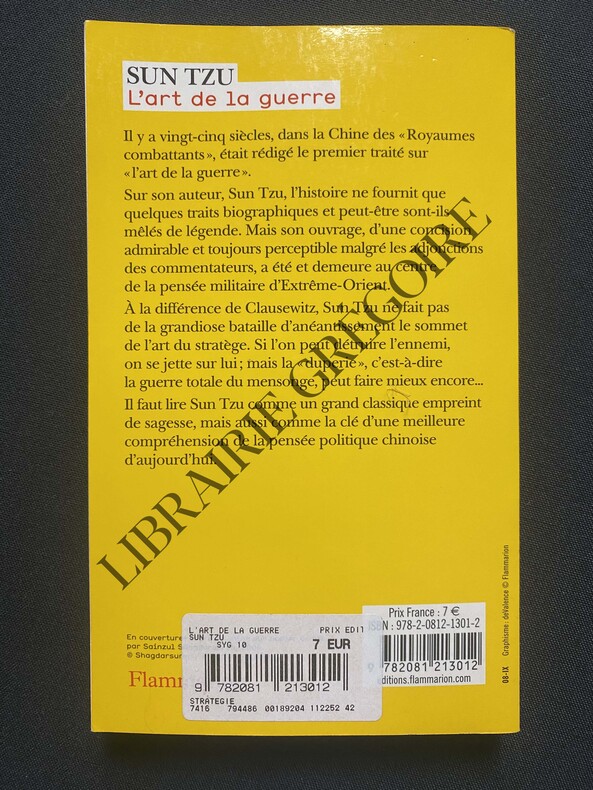 SUN TZU
L'art de la guerre
Il y a vingt-cinq siècles, dans la Chine des «Royaumes
combattants», était rédigé le premier traité sur
«l'art de la guerre».
Sur son auteur, Sun Tzu, l'histoire ne fournit que
quelques traits biographiques et peut-être sont-ils
mêlés de légende. Mais son ouvrage, d'une concision
admirable et toujours perceptible malgré les adjonctions
des commentateurs, a été et demeure au centre
de la pensée militaire d'Extrême-Orient.
À la différence de Clausewitz, Sun Tzu ne fait pas
de la grandiose bataille d'anéantissement le sommet
de l'art du stratège. Si l'on peut détruire l'ennemi,
on se jette sur lui ; mais la «duperie», c'est-à-dire
la guerre totale du mensonge, peut faire mieux encore...
Il faut lire Sun Tzu comme un grand classique empreint
de sagesse, mais aussi comme la clé d'une meilleure
compréhension de la pensée politique chinoise
d'aujourd'hui.
LIBRAIRIE GREGOIRE
En couverture
par Sainzul
© Shagdarsur
Flamm
L'ART DE LA GUERRE PRIX EDIT
SUN TZU
SYG 10 7 EUR
9 782081 213012
STRATEGIE
7416 794486 00189204 112252 42
Prix France : 7 €
ISBN : 978-2-0812-1301-2
9 782081 213012
editions.flammarion.com
08-IX Graphisme : deValence © Flammarion